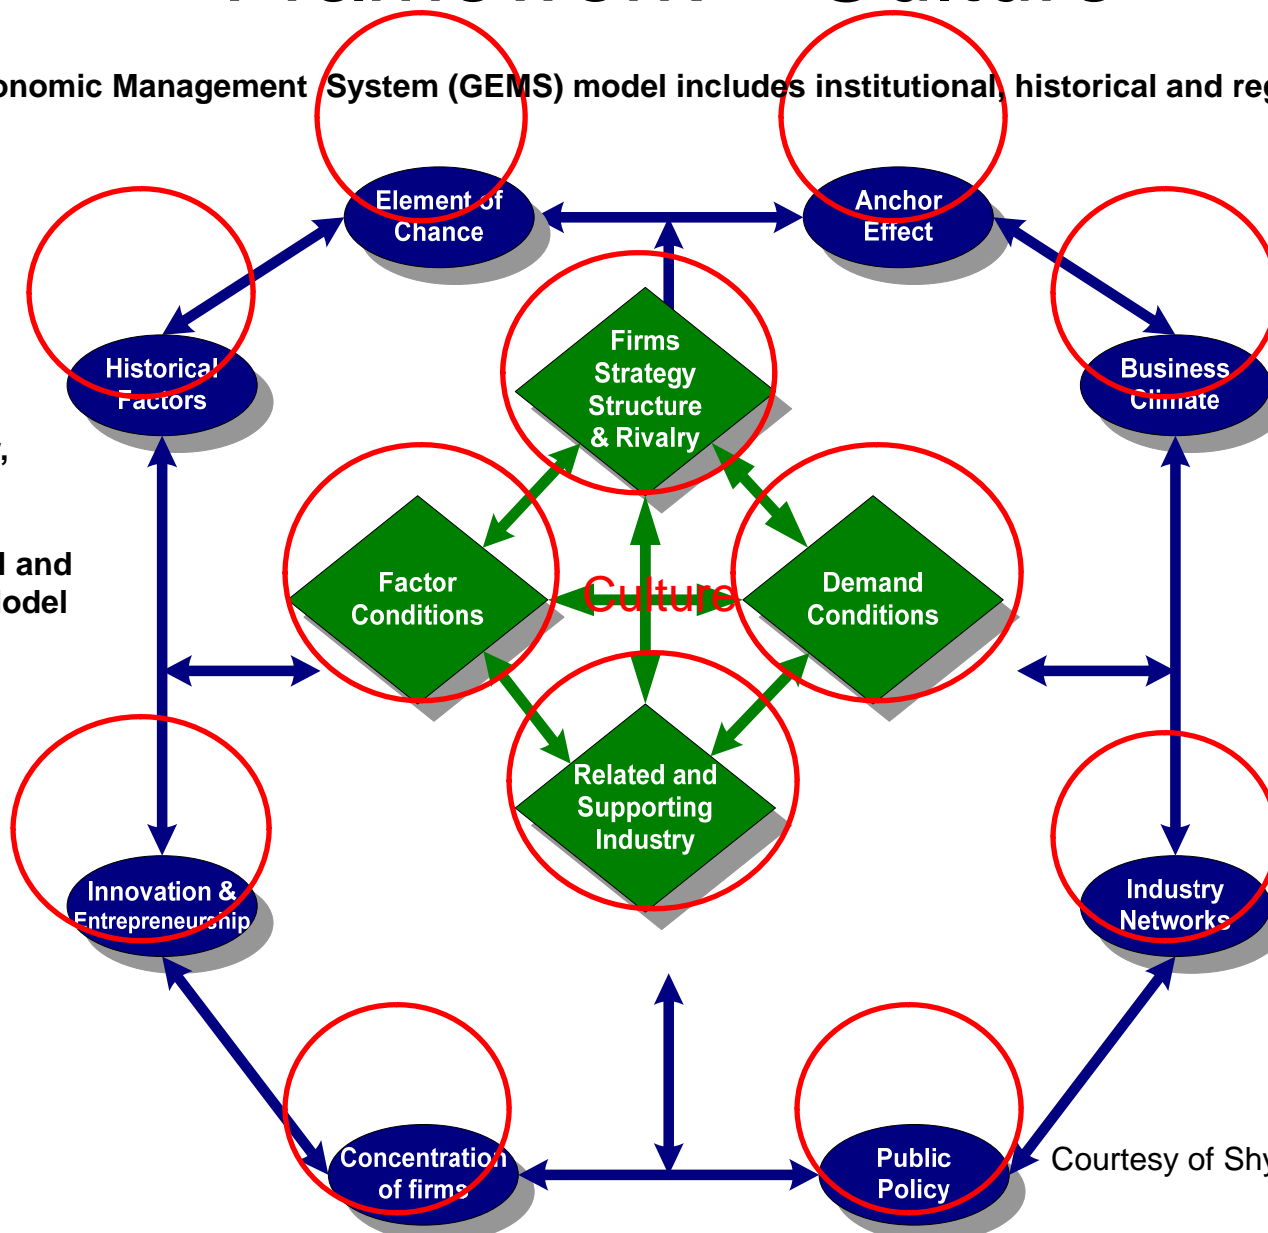 onomic Management System (GEMS) model includes institutional, historical and reg
Element of
Chance
Anchor
Effect
Firms
Strategy
Structure
& Rivalry
Historical
Factors
Business
Climate
,
l and
odel
Factor
Conditions
Culture
Demand
Conditions
Related and
Supporting
Industry
Innovation &
Entrepreneurship
Industry
Networks
Concentration
of firms
Public
Policy
Courtesy of Shy